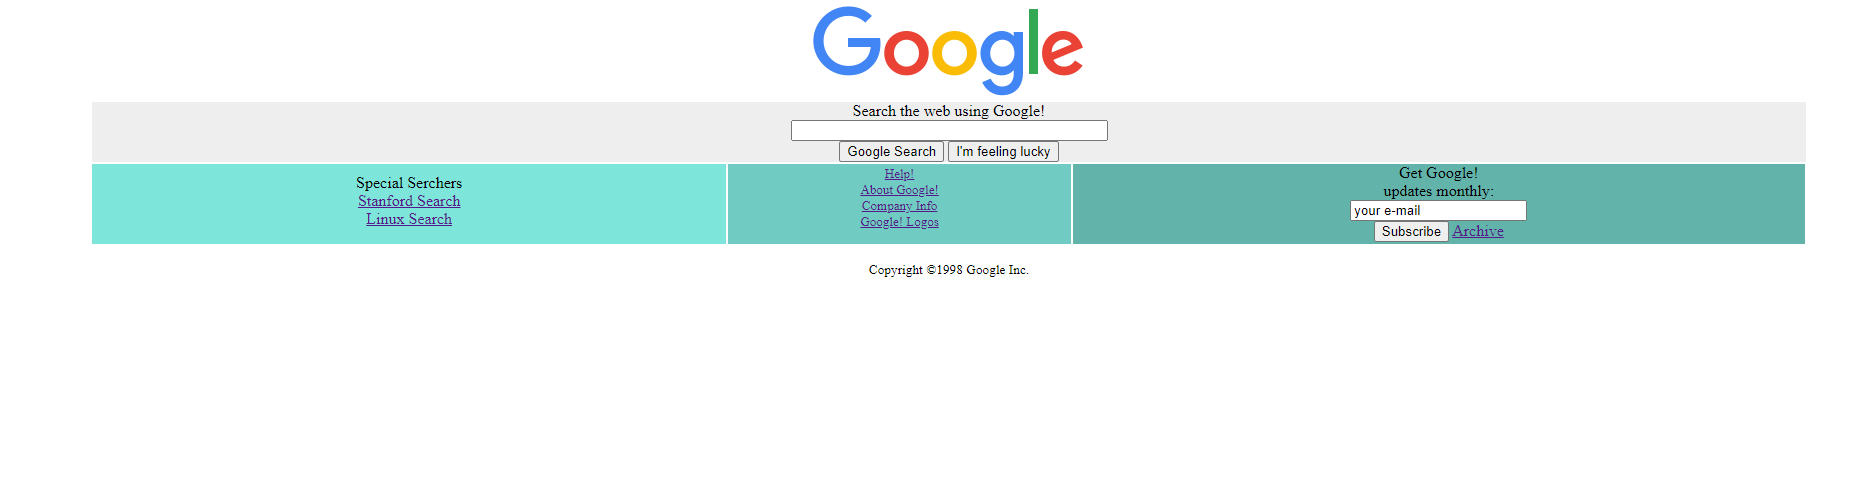 Google
Search the web using Google!
Google Search I'm feeling lucky
Special Serchers
Stanford Search
Linux Search
Help!
About Google!
Company Info
Google! Logos
Get Google!
updates monthly:
your e-mail
Subscribe Archive
Copyright ©1998 Google Inc.